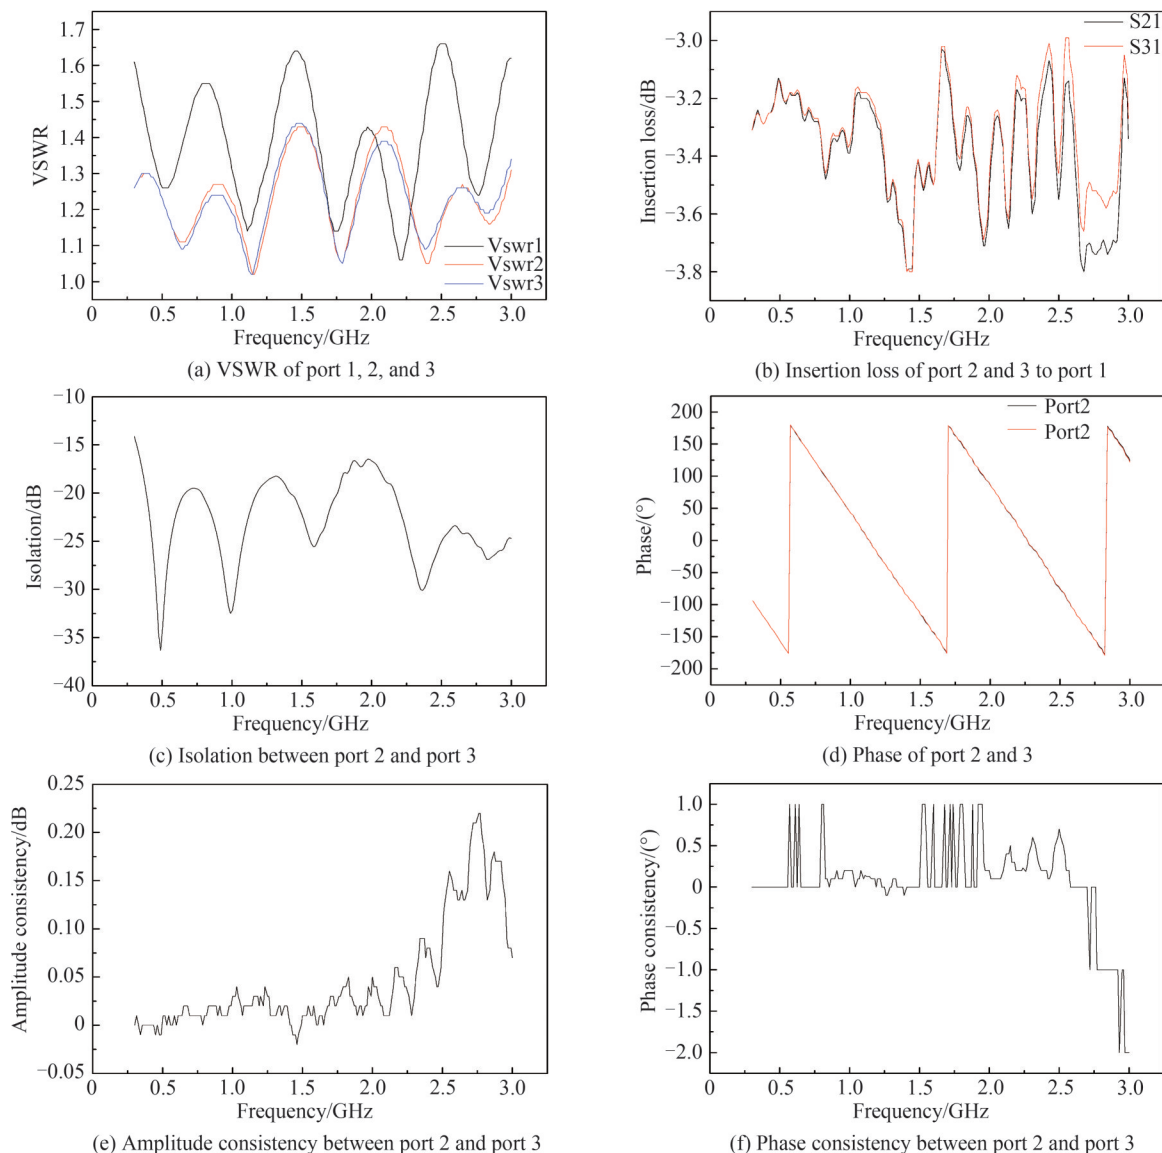 1.7
1.6
1.5
1.4
1.3
1.2
1.1
1.0
VSWR
Vswr1
Vswr2
Vswr3
0 0.5 1.0 1.5 2.0 2.5 3.0
Frequency/GHz
(a) VSWR of port 1, 2, and 3
S21
S31
−3.0
−3.2
−3.4
−3.6
−3.8
Insertion loss/dB
0 0.5 1.0 1.5 2.0 2.5 3.0
Frequency/GHz
(b) Insertion loss of port 2 and 3 to port 1
−10
−15
−20
−25
−30
−35
−40
Isolation/dB
0 0.5 1.0 1.5 2.0 2.5 3.0
Frequency/GHz
(c) Isolation between port 2 and port 3
Port2
Port2
200
150
100
50
0
−50
−100
−150
−200
Phase/(°)
0 0.5 1.0 1.5 2.0 2.5 3.0
Frequency/GHz
(d) Phase of port 2 and 3
0.25
0.20
0.15
0.10
0.05
0
−0.05
Amplitude consistency/dB
0 0.5 1.0 1.5 2.0 2.5 3.0
Frequency/GHz
(e) Amplitude consistency between port 2 and port 3
1.0
0.5
0
−0.5
−1.0
−1.5
−2.0
Phase consistency/(°)
0 0.5 1.0 1.5 2.0 2.5 3.0
Frequency/GHz
(f) Phase consistency between port 2 and port 3